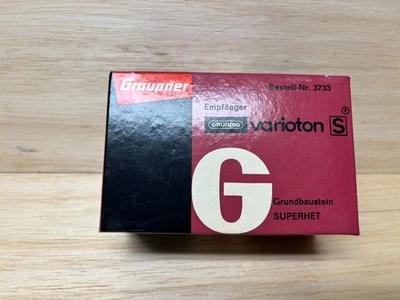 Graupner
Bestell-Nr. 3733
Empfänger
GRUNDIG varioton S ®
G
Grundbaustein
SUPERHET